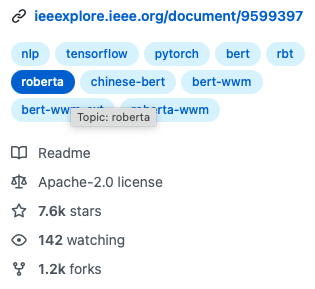 ieeexplore.ieee.org/document/9599397
nlp tensorflow pytorch bert rbt
roberta chinese-bert bert-wwm
bert-wwm-ext roberta-wwm
Topic: roberta
Readme
Apache-2.0 license
7.6k stars
142 watching
1.2k forks